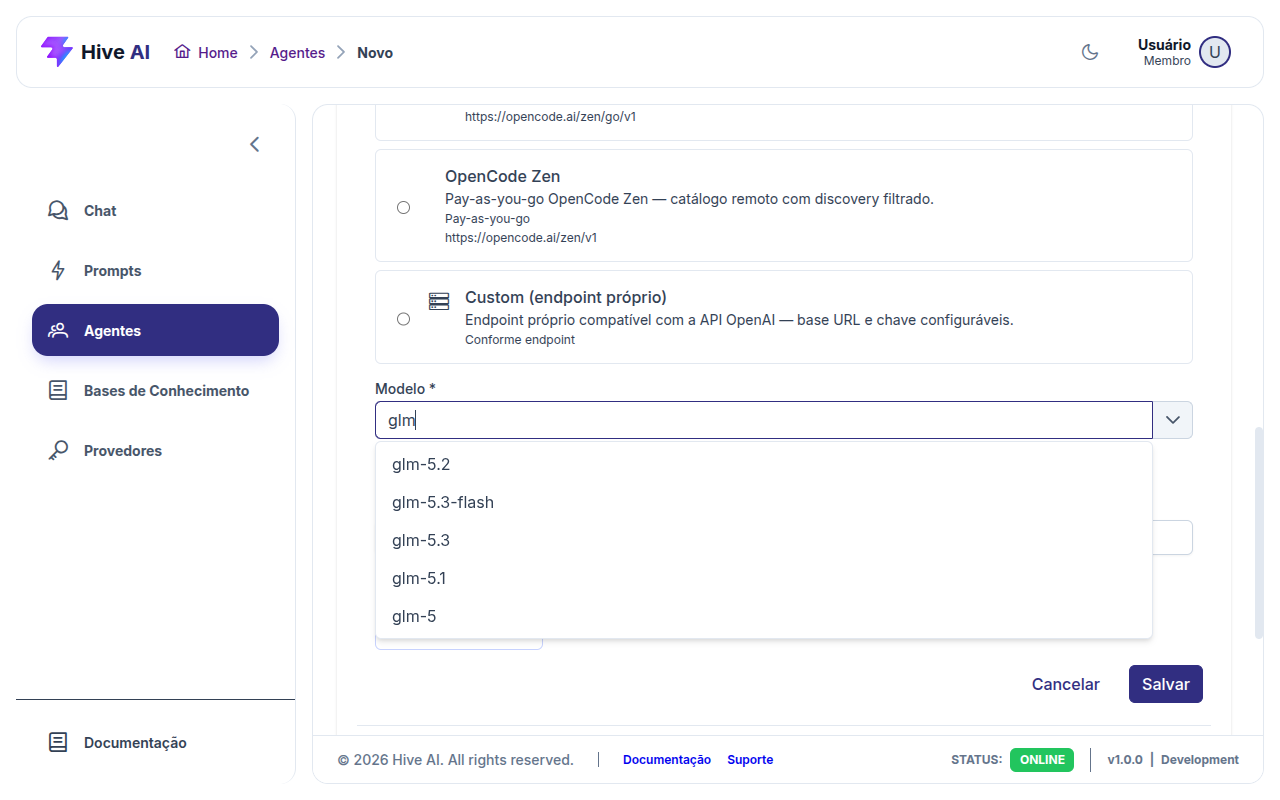 Hive AI
Home
Agentes
Novo
Usuário
Membro
U
Chat
Prompts
Agentes
Bases de Conhecimento
Provedores
Documentação
https://opencode.ai/zen/go/v1
OpenCode Zen
Pay-as-you-go OpenCode Zen — catálogo remoto com discovery filtrado.
Pay-as-you-go
https://opencode.ai/zen/v1
Custom (endpoint próprio)
Endpoint próprio compatível com a API OpenAI — base URL e chave configuráveis.
Conforme endpoint
Modelo *
glm
glm-5.2
glm-5.3-flash
glm-5.3
glm-5.1
glm-5
Cancelar
Salvar
© 2026 Hive AI. All rights reserved. | Documentação Suporte
STATUS: ONLINE | v1.0.0 | Development